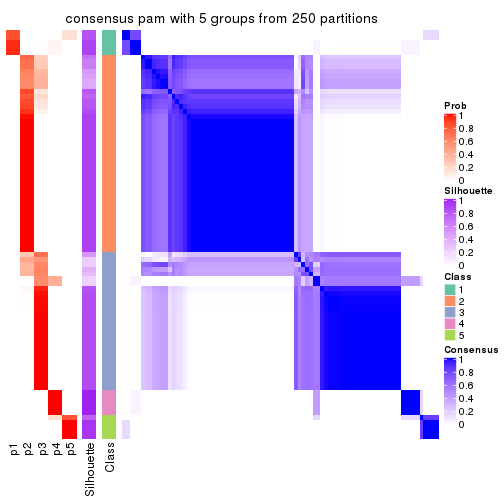 consensus pam with 5 groups from 250 partitions
Prob
1
0.8
0.6
0.4
0.2
0
Silhouette
1
0.8
0.6
0.4
0.2
0
Class
1
2
3
4
5
Consensus
1
0.8
0.6
0.4
0.2
0
p1
p2
p3
p4
p5
Silhouette
Class